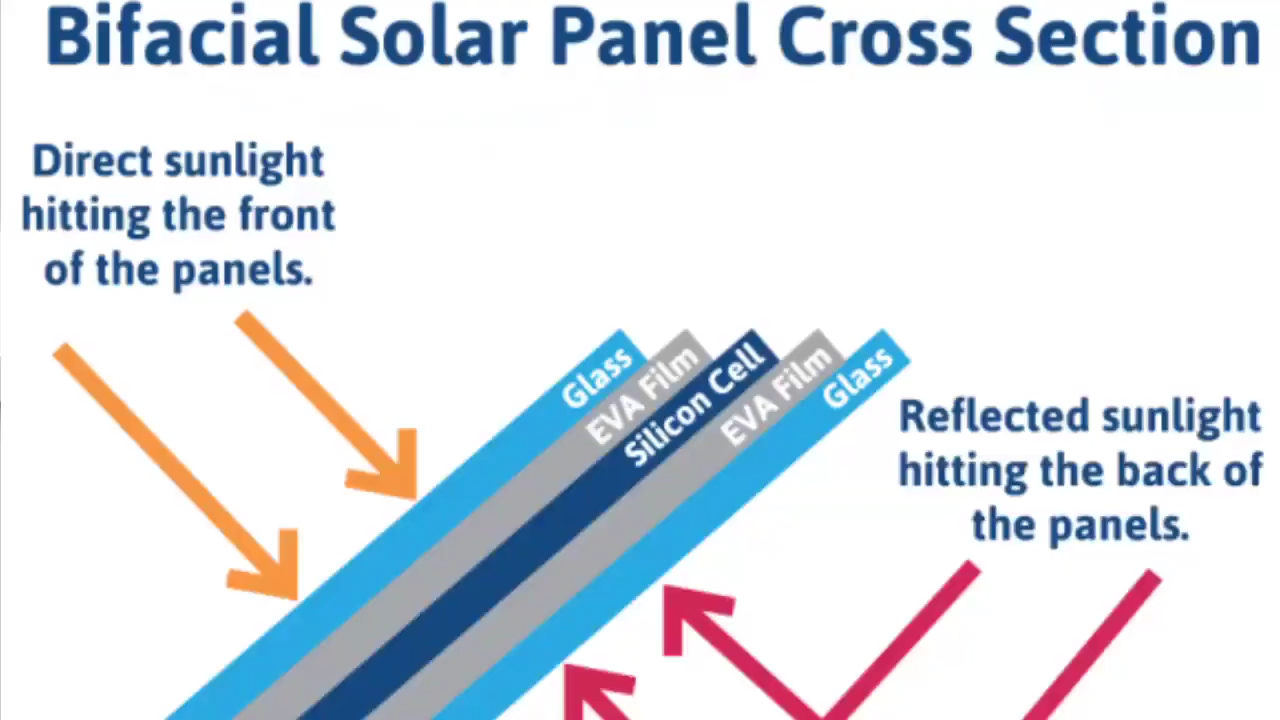 Bifacial Solar Panel Cross Section
Direct sunlight
hitting the front
of the panels.
Glass
EVA Film
Silicon Cell
EVA Film
Glass
Reflected sunlight
hitting the back of
the panels.